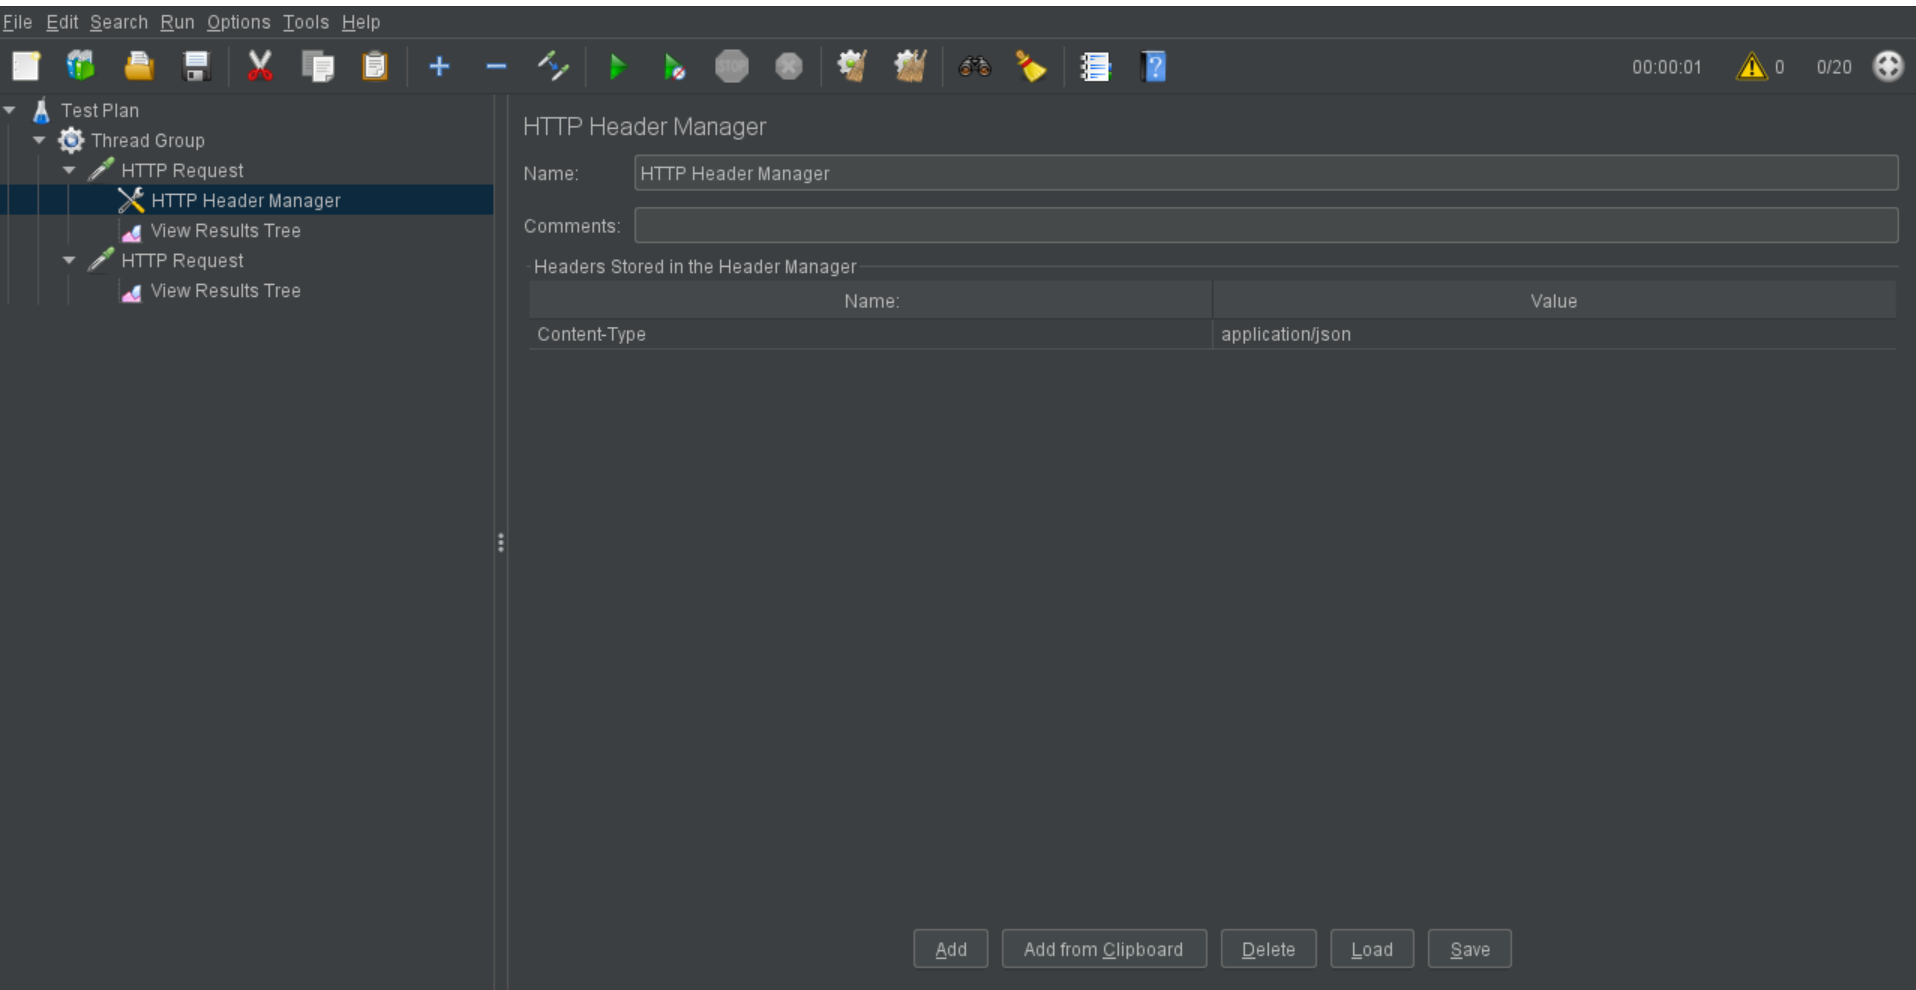 File Edit Search Run Options Tools Help
STOP
?
00:00:01 0 0/20
Test Plan
Thread Group
HTTP Request
HTTP Header Manager
View Results Tree
HTTP Request
View Results Tree
HTTP Header Manager
Name: HTTP Header Manager
Comments:
Headers Stored in the Header Manager
Name: Value
Content-Type application/json
Add Add from Clipboard Delete Load Save